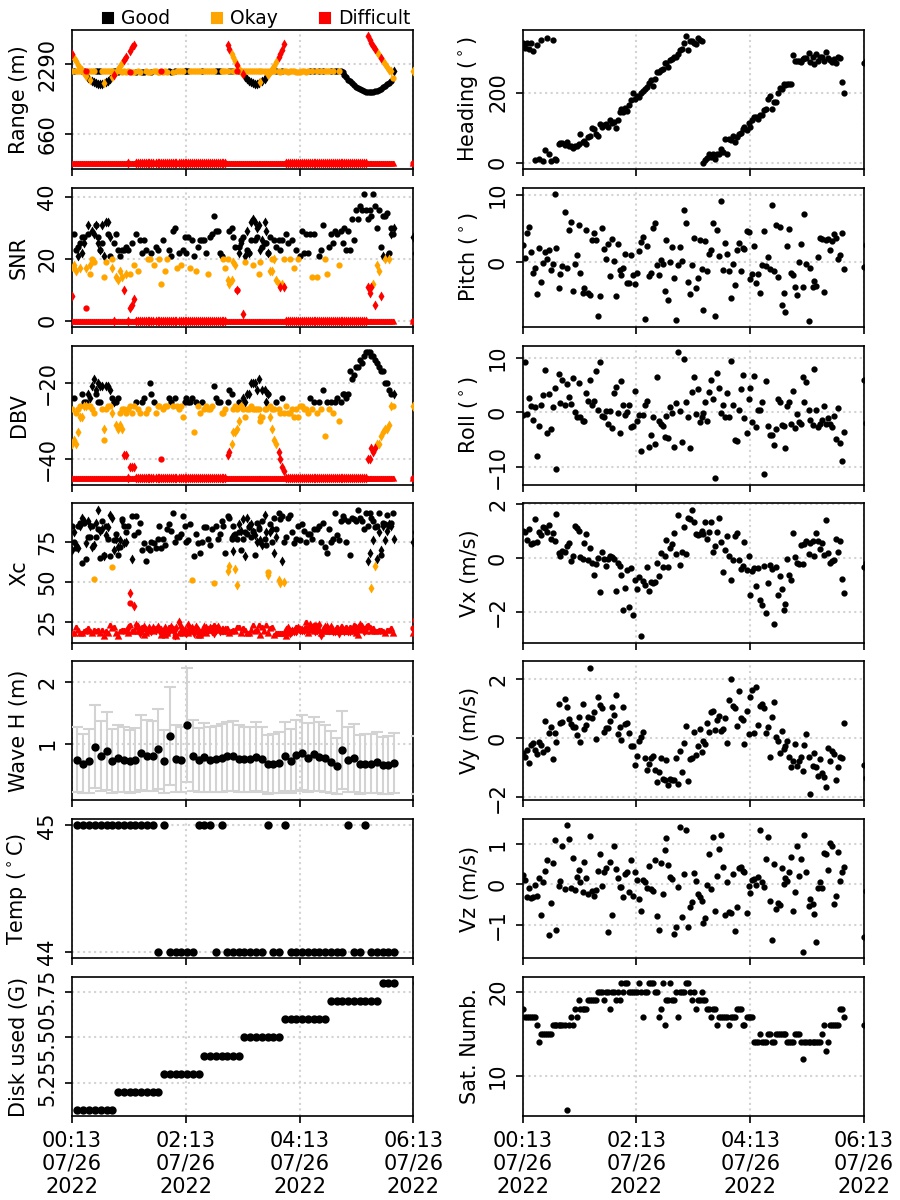 Good Okay Difficult
Range (m)
2290
660
Heading (°)
200
0
SNR
40
20
0
Pitch (°)
10
0
DBV
−20
−40
Roll (°)
10
0
−10
Xc
75
50
25
Vx (m/s)
2
0
−2
Wave H (m)
2
1
Vy (m/s)
2
0
−2
Temp (°C)
45
44
Vz (m/s)
1
0
−1
Disk used (G)
5.75
5.50
5.25
Sat. Numb.
20
10
00:13 02:13 04:13 06:13
07/26 07/26 07/26 07/26
2022 2022 2022 2022
00:13 02:13 04:13 06:13
07/26 07/26 07/26 07/26
2022 2022 2022 2022